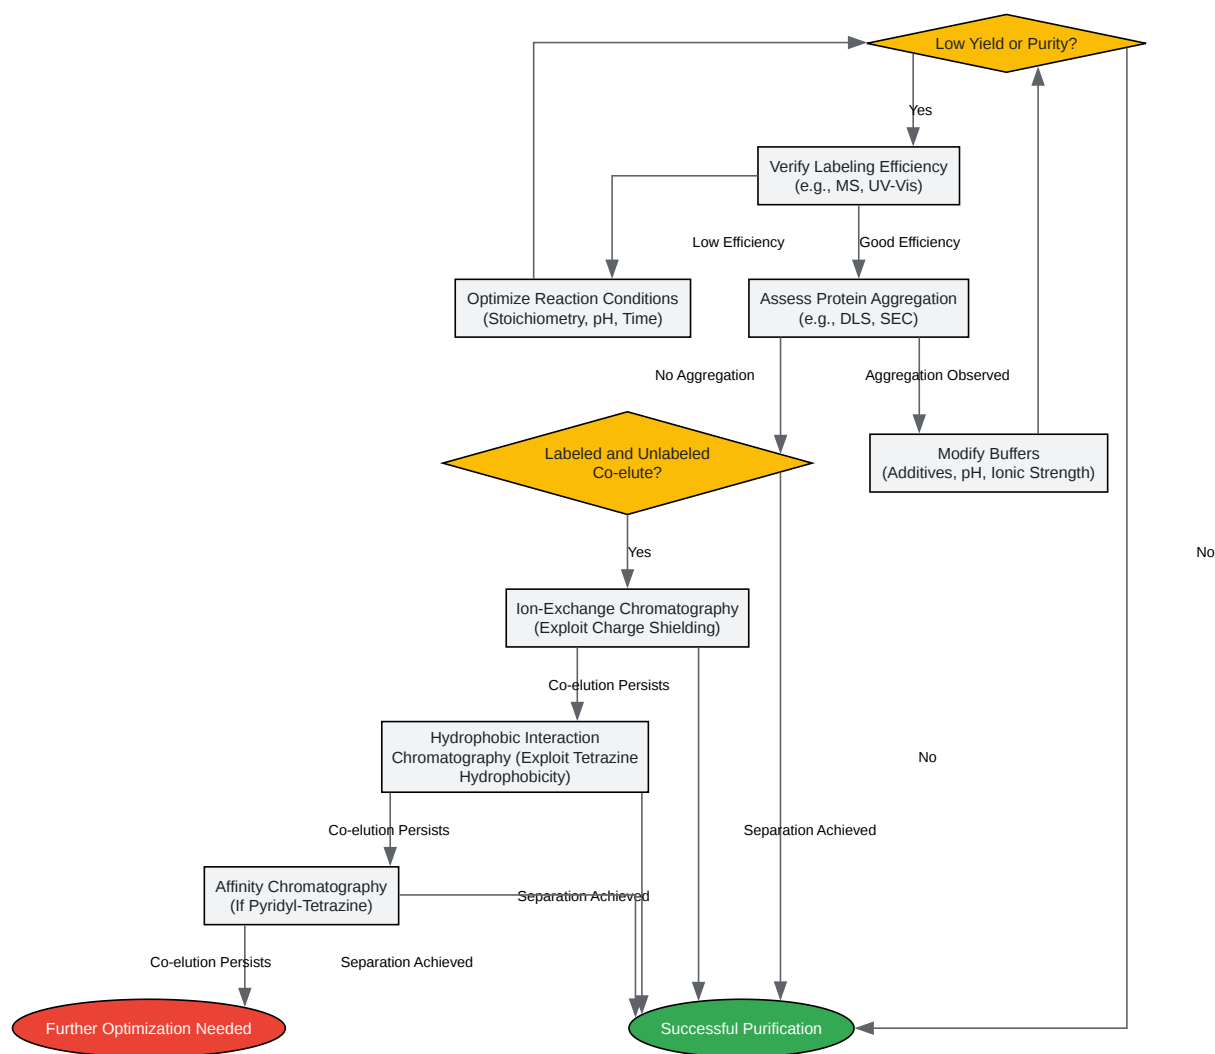 Low Yield or Purity?
Yes
Verify Labeling Efficiency
(e.g., MS, UV-Vis)
Low Efficiency
Good Efficiency
Optimize Reaction Conditions
(Stoichiometry, pH, Time)
Assess Protein Aggregation
(e.g., DLS, SEC)
No Aggregation
Aggregation Observed
Labeled and Unlabeled
Co-elute?
Modify Buffers
(Additives, pH, Ionic Strength)
Yes
No
Ion-Exchange Chromatography
(Exploit Charge Shielding)
Co-elution Persists
Hydrophobic Interaction
Chromatography (Exploit Tetrazine
Hydrophobicity)
No
Co-elution Persists
Separation Achieved
Affinity Chromatography
(If Pyridyl-Tetrazine)
Separation Achieved
Co-elution Persists
Separation Achieved
Further Optimization Needed
Successful Purification